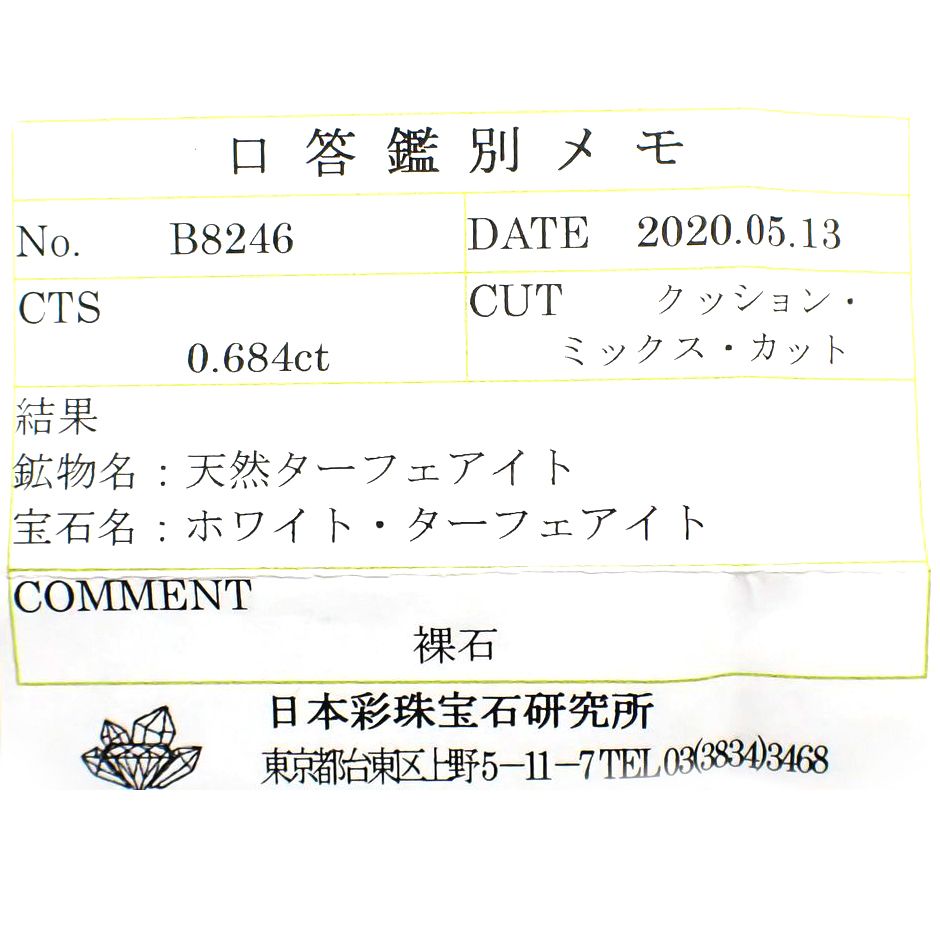 口答鑑別メモ
No. B8246
DATE 2020.05.13
CTS
0.684ct
CUT クッション・
ミックス・カット
結果
鉱物名：天然ターフェアイト
宝石名：ホワイト・ターフェアイト
COMMENT
裸石
日本彩珠宝石研究所
東京都台東区上野5－11－7 TEL 03(3834)3468